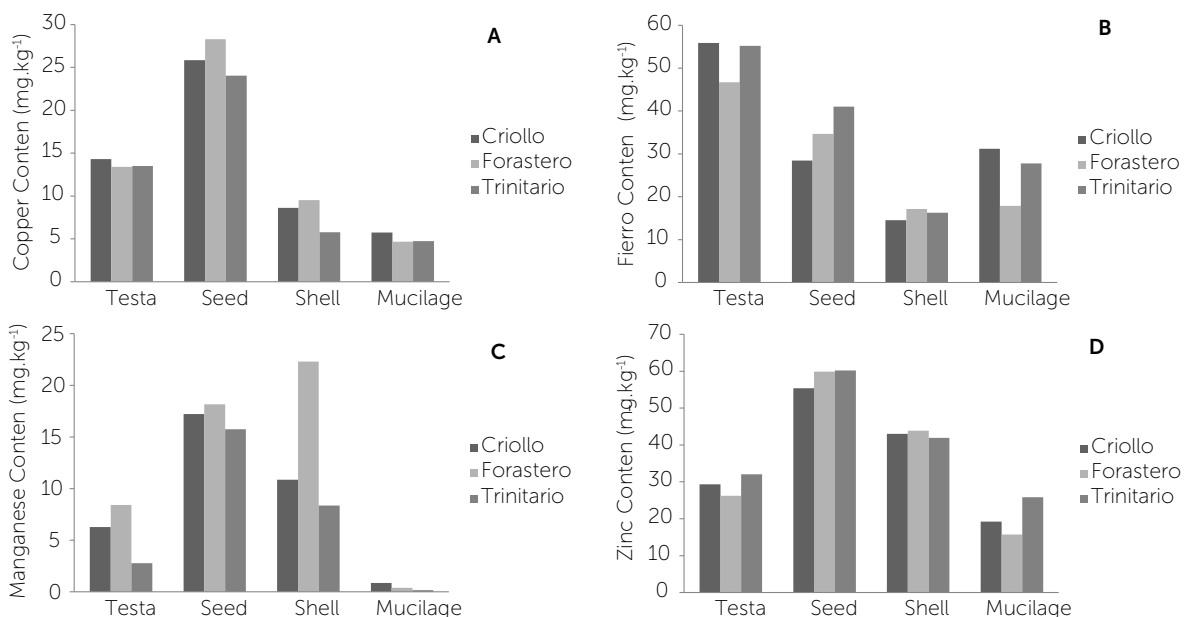 A
Copper Conten (mg.kg⁻¹)
30
25
20
15
10
5
0
Testa Seed Shell Mucilage
Criollo
Forastero
Trinitario
B
Fierro Conten (mg.kg⁻¹)
60
50
40
30
20
10
0
Testa Seed Shell Mucilage
Criollo
Forastero
Trinitario
C
Manganese Conten (mg.kg⁻¹)
25
20
15
10
5
0
Testa Seed Shell Mucilage
Criollo
Forastero
Trinitario
D
Zinc Conten (mg.kg⁻¹)
70
60
50
40
30
20
10
0
Testa Seed Shell Mucilage
Criollo
Forastero
Trinitario